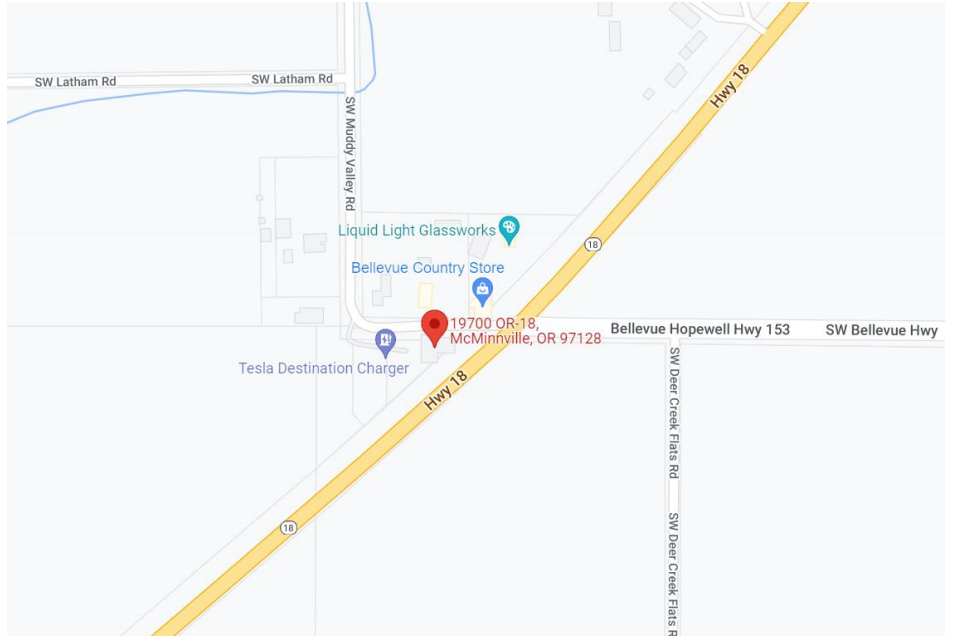 SW Latham Rd
SW Latham Rd
Hwy 18
SW Muddy Valley Rd
Liquid Light Glassworks
18
Bellevue Country Store
19700 OR-18,
McMinnville, OR 97128
Bellevue Hopewell Hwy 153
SW Bellevue Hwy
Tesla Destination Charger
Hwy 18
SW Deer Creek Flats Rd
18
SW Deer Creek Flats R